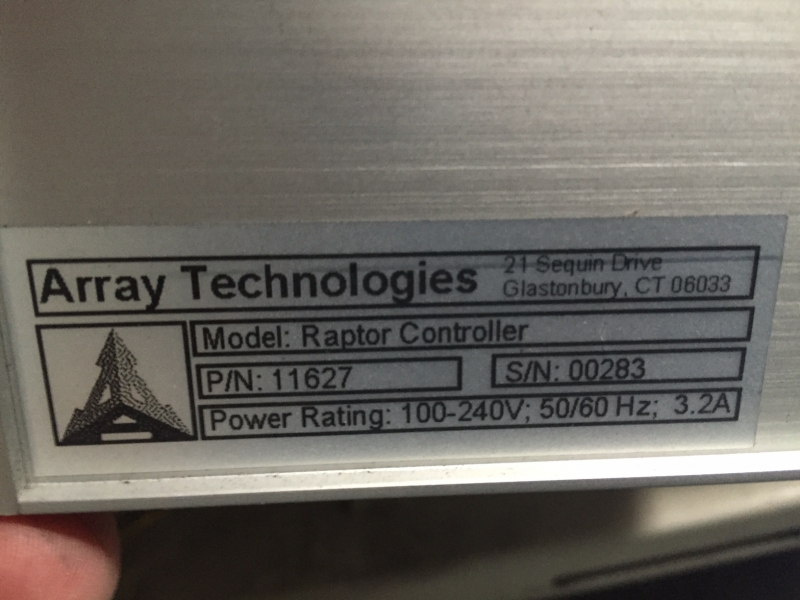 Array Technologies
21 Sequin Drive
Glastonbury, CT 06033
Model: Raptor Controller
P/N: 11627
S/N: 00283
Power Rating: 100-240V; 50/60 Hz; 3.2A